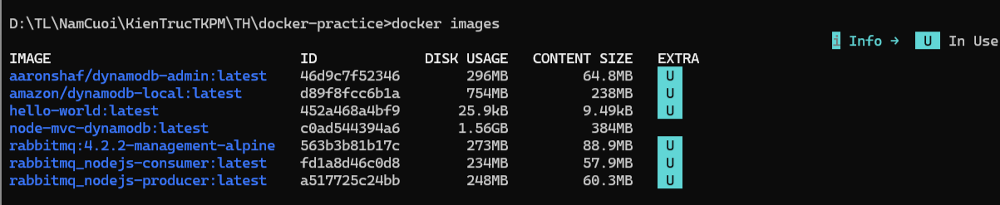 D:\TL\NamCuoi\KienTrucTKPM\TH\docker-practice>docker images
i Info → U In Use
IMAGE ID DISK USAGE CONTENT SIZE EXTRA
aaronshaf/dynamodb-admin:latest 46d9c7f52346 296MB 64.8MB U
amazon/dynamodb-local:latest d89f8fcc6b1a 754MB 238MB U
hello-world:latest 452a468a4bf9 25.9kB 9.49kB U
node-mvc-dynamodb:latest c0ad544394a6 1.56GB 384MB
rabbitmq:4.2.2-management-alpine 563b3b81b17c 273MB 88.9MB U
rabbitmq_nodejs-consumer:latest fd1a8d46c0d8 234MB 57.9MB U
rabbitmq_nodejs-producer:latest a517725c24bb 248MB 60.3MB U